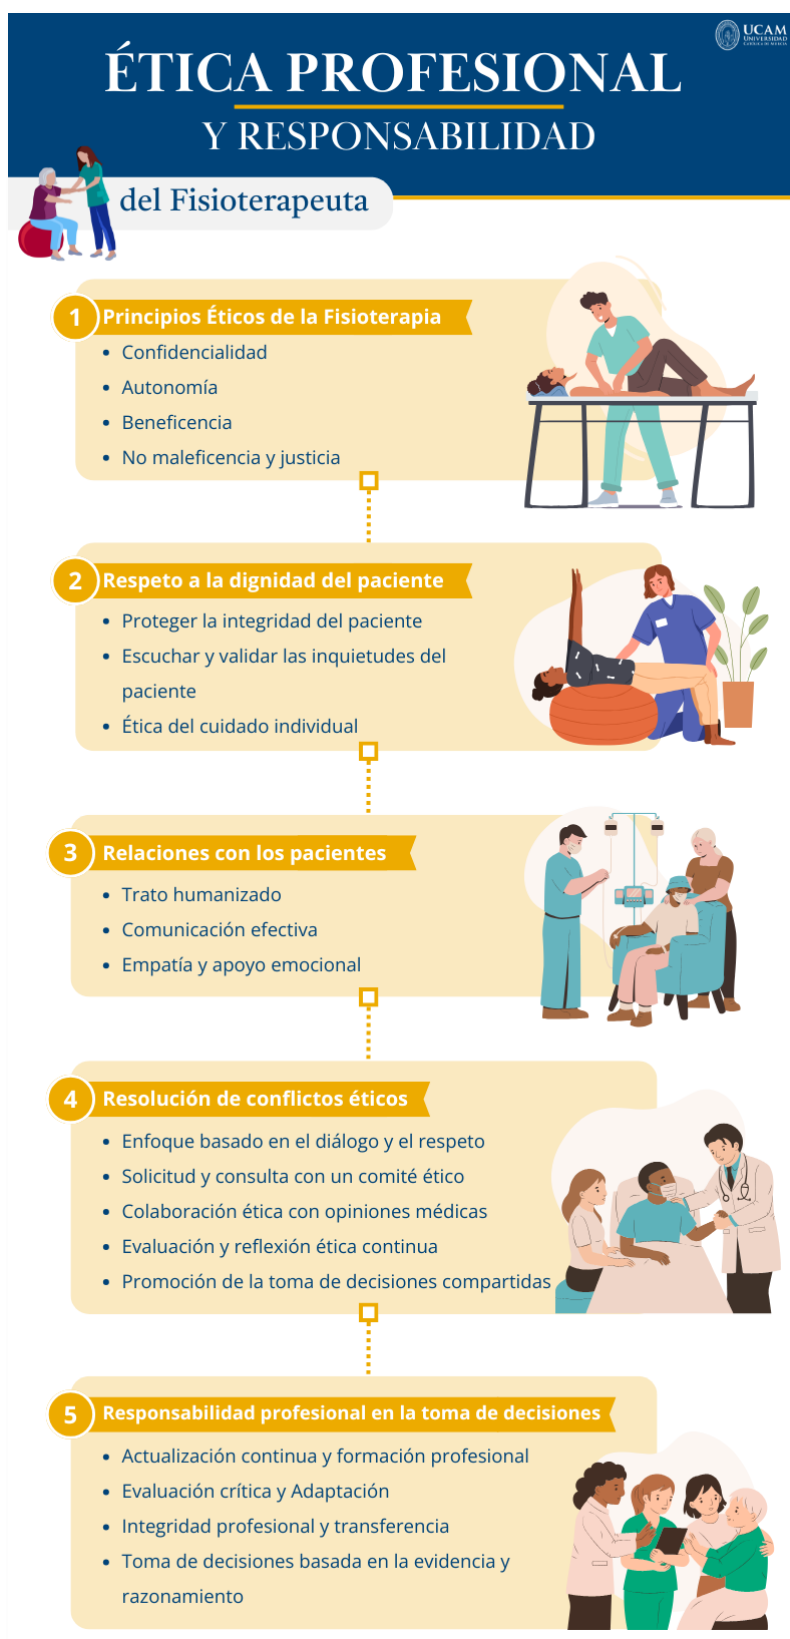 UCAM
UNIVERSIDAD
CATÓLICA DE MURCIA
ÉTICA PROFESIONAL
Y RESPONSABILIDAD
del Fisioterapeuta
1 Principios Éticos de la Fisioterapia
• Confidencialidad
• Autonomía
• Beneficencia
• No maleficencia y justicia
2 Respeto a la dignidad del paciente
• Proteger la integridad del paciente
• Escuchar y validar las inquietudes del
paciente
• Ética del cuidado individual
3 Relaciones con los pacientes
• Trato humanizado
• Comunicación efectiva
• Empatía y apoyo emocional
4 Resolución de conflictos éticos
• Enfoque basado en el diálogo y el respeto
• Solicitud y consulta con un comité ético
• Colaboración ética con opiniones médicas
• Evaluación y reflexión ética continua
• Promoción de la toma de decisiones compartidas
5 Responsabilidad profesional en la toma de decisiones
• Actualización continua y formación profesional
• Evaluación crítica y Adaptación
• Integridad profesional y transferencia
• Toma de decisiones basada en la evidencia y
razonamiento